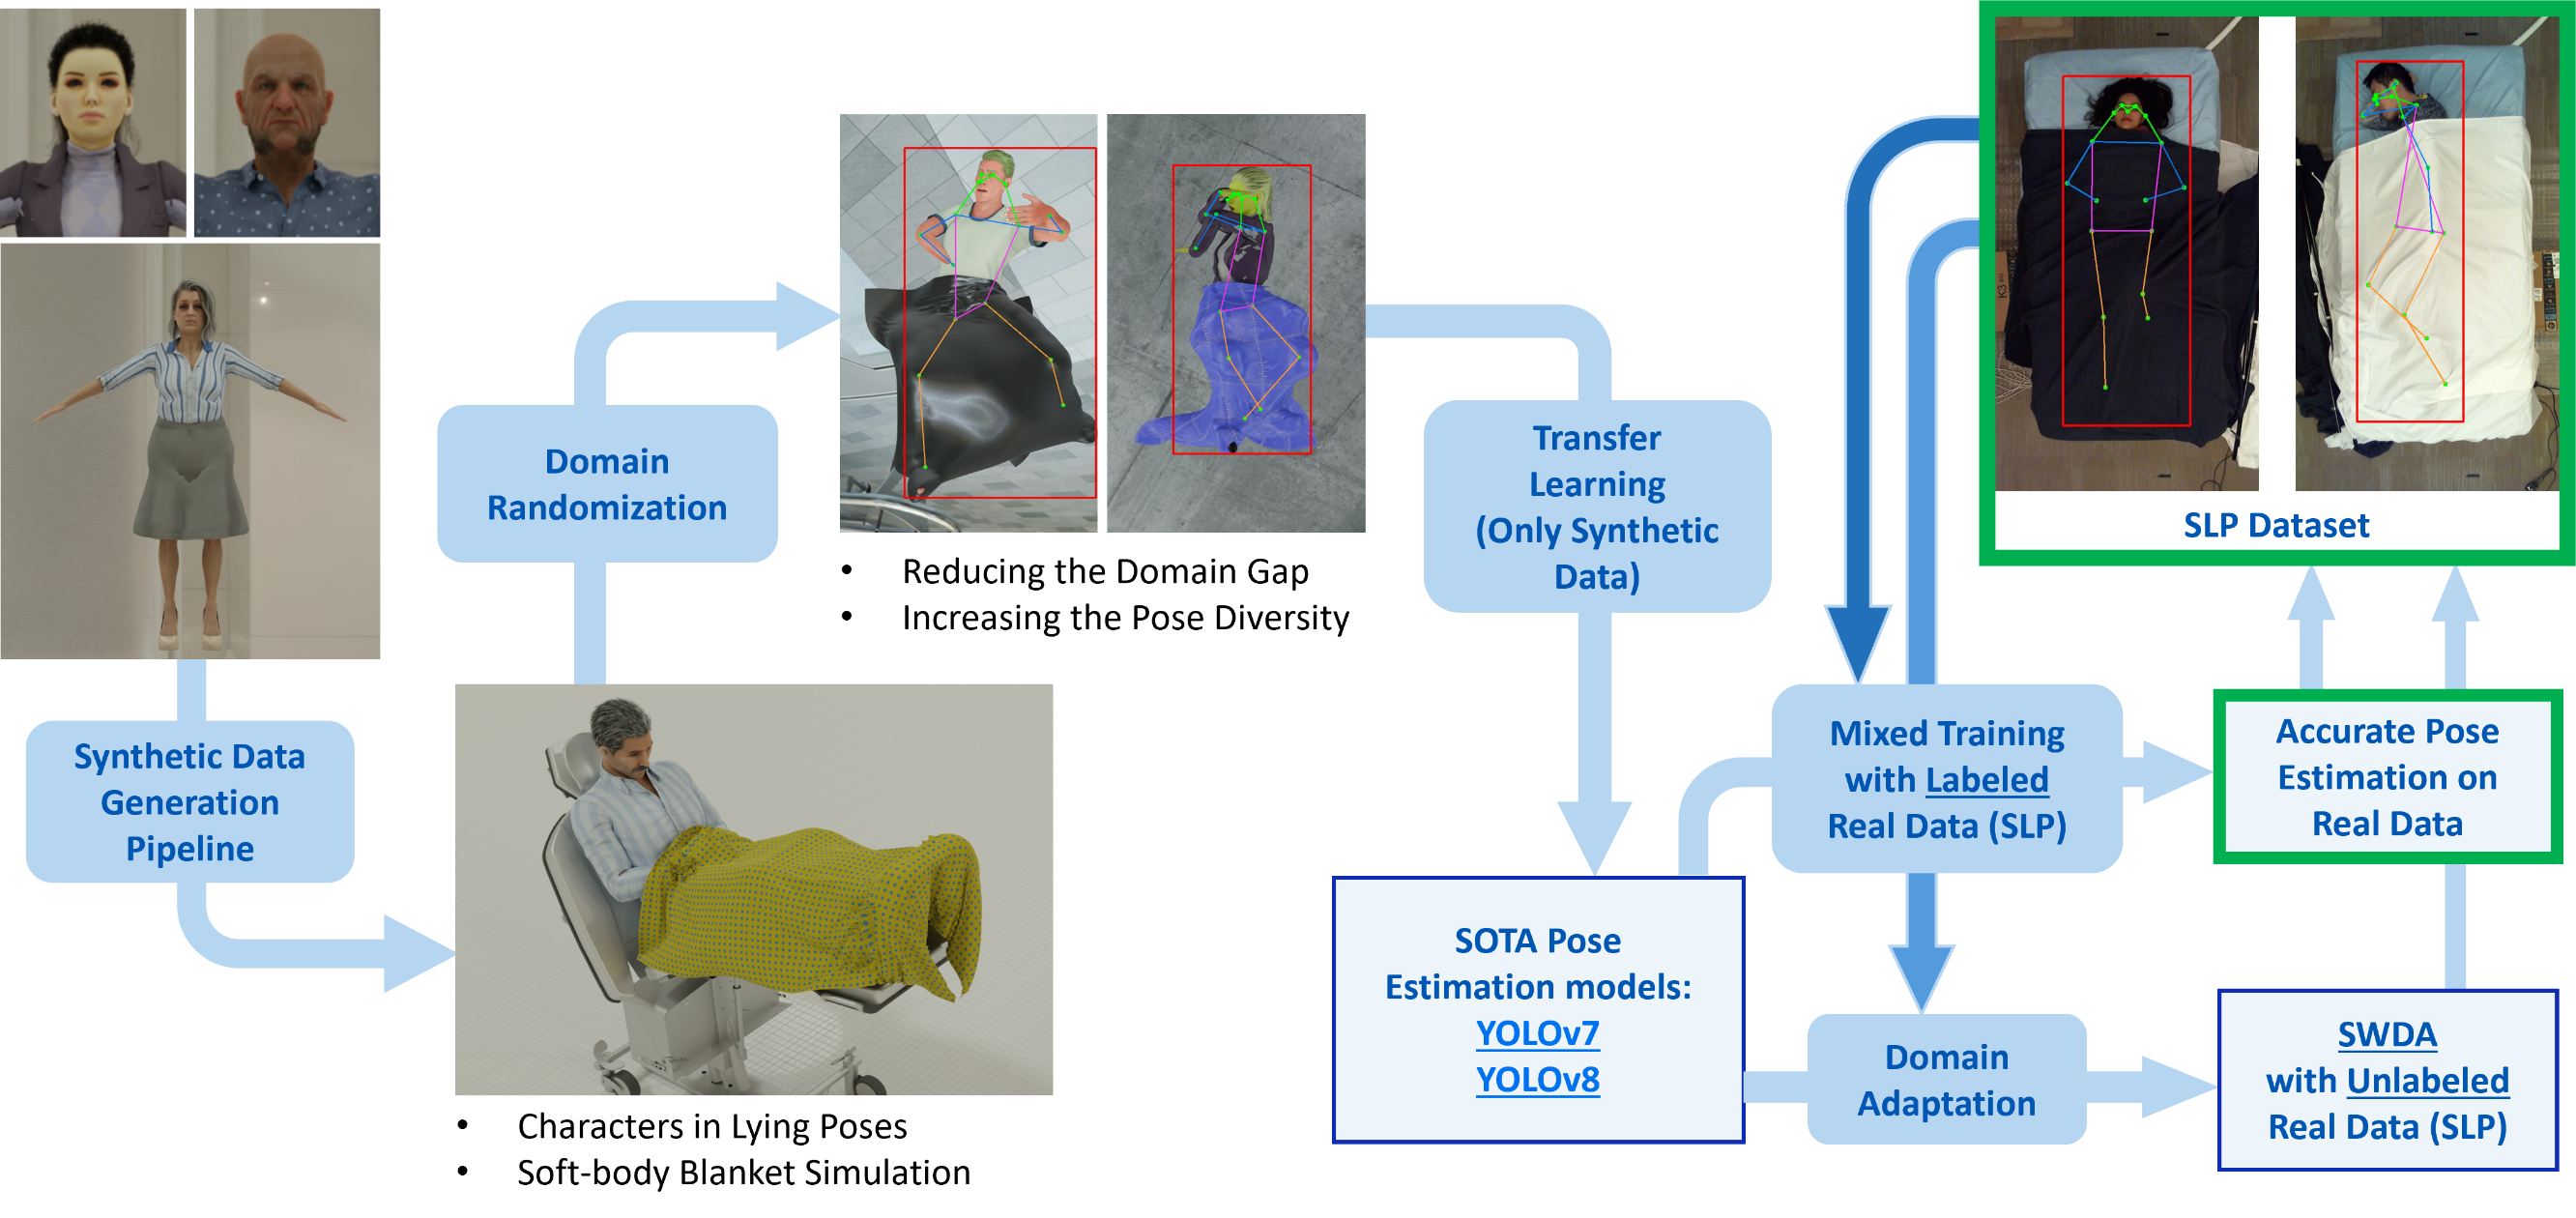 Synthetic Data
Generation
Pipeline
• Characters in Lying Poses
• Soft-body Blanket Simulation
Domain
Randomization
• Reducing the Domain Gap
• Increasing the Pose Diversity
Transfer
Learning
(Only Synthetic
Data)
SOTA Pose
Estimation models:
YOLOv7
YOLOv8
Mixed Training
with Labeled
Real Data (SLP)
Domain
Adaptation
SWDA
with Unlabeled
Real Data (SLP)
Accurate Pose
Estimation on
Real Data
K3
SLP Dataset